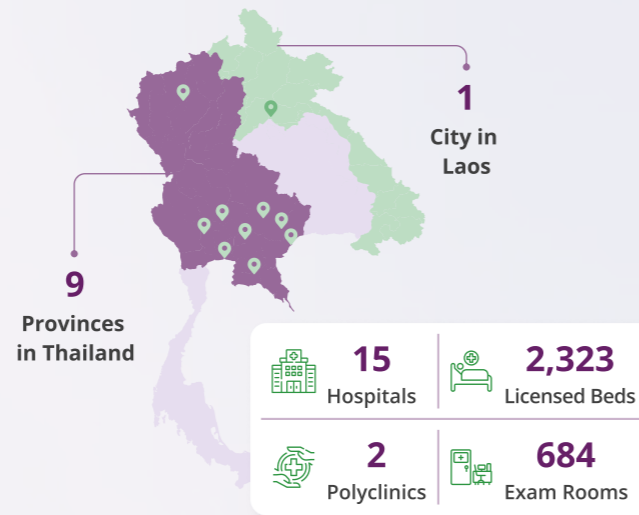 1
City in
Laos
9
Provinces
in Thailand
15
Hospitals
2,323
Licensed Beds
2
Polyclinics
684
Exam Rooms